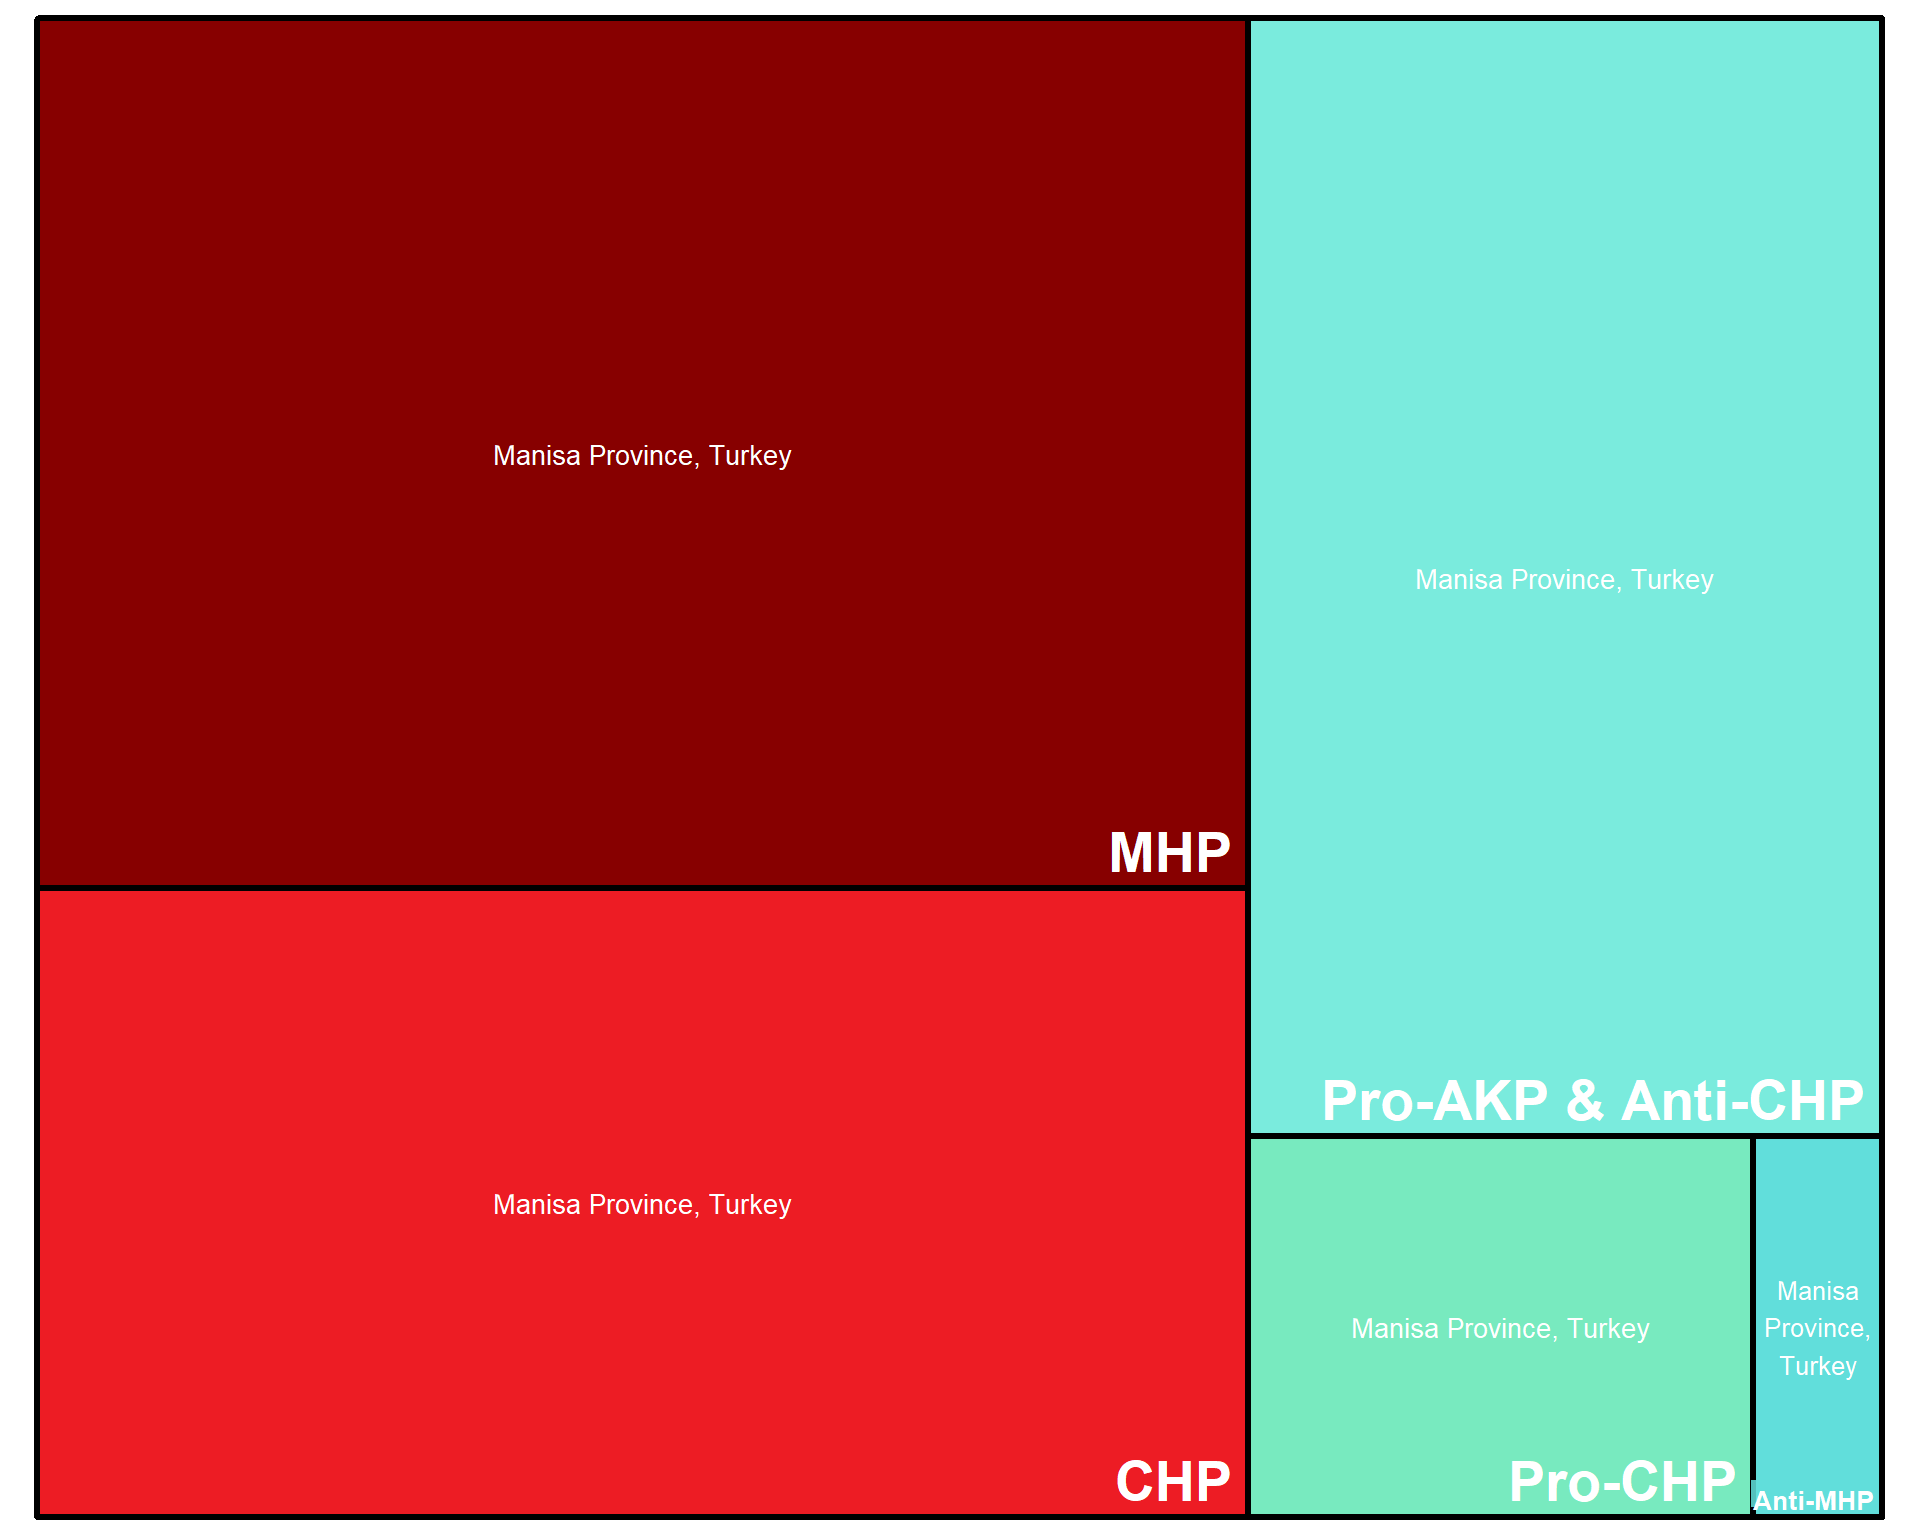 Manisa Province, Turkey
MHP
Manisa Province, Turkey
CHP
Manisa Province, Turkey
Pro-AKP & Anti-CHP
Manisa Province, Turkey
Pro-CHP
Manisa
Province,
Turkey
Anti-MHP